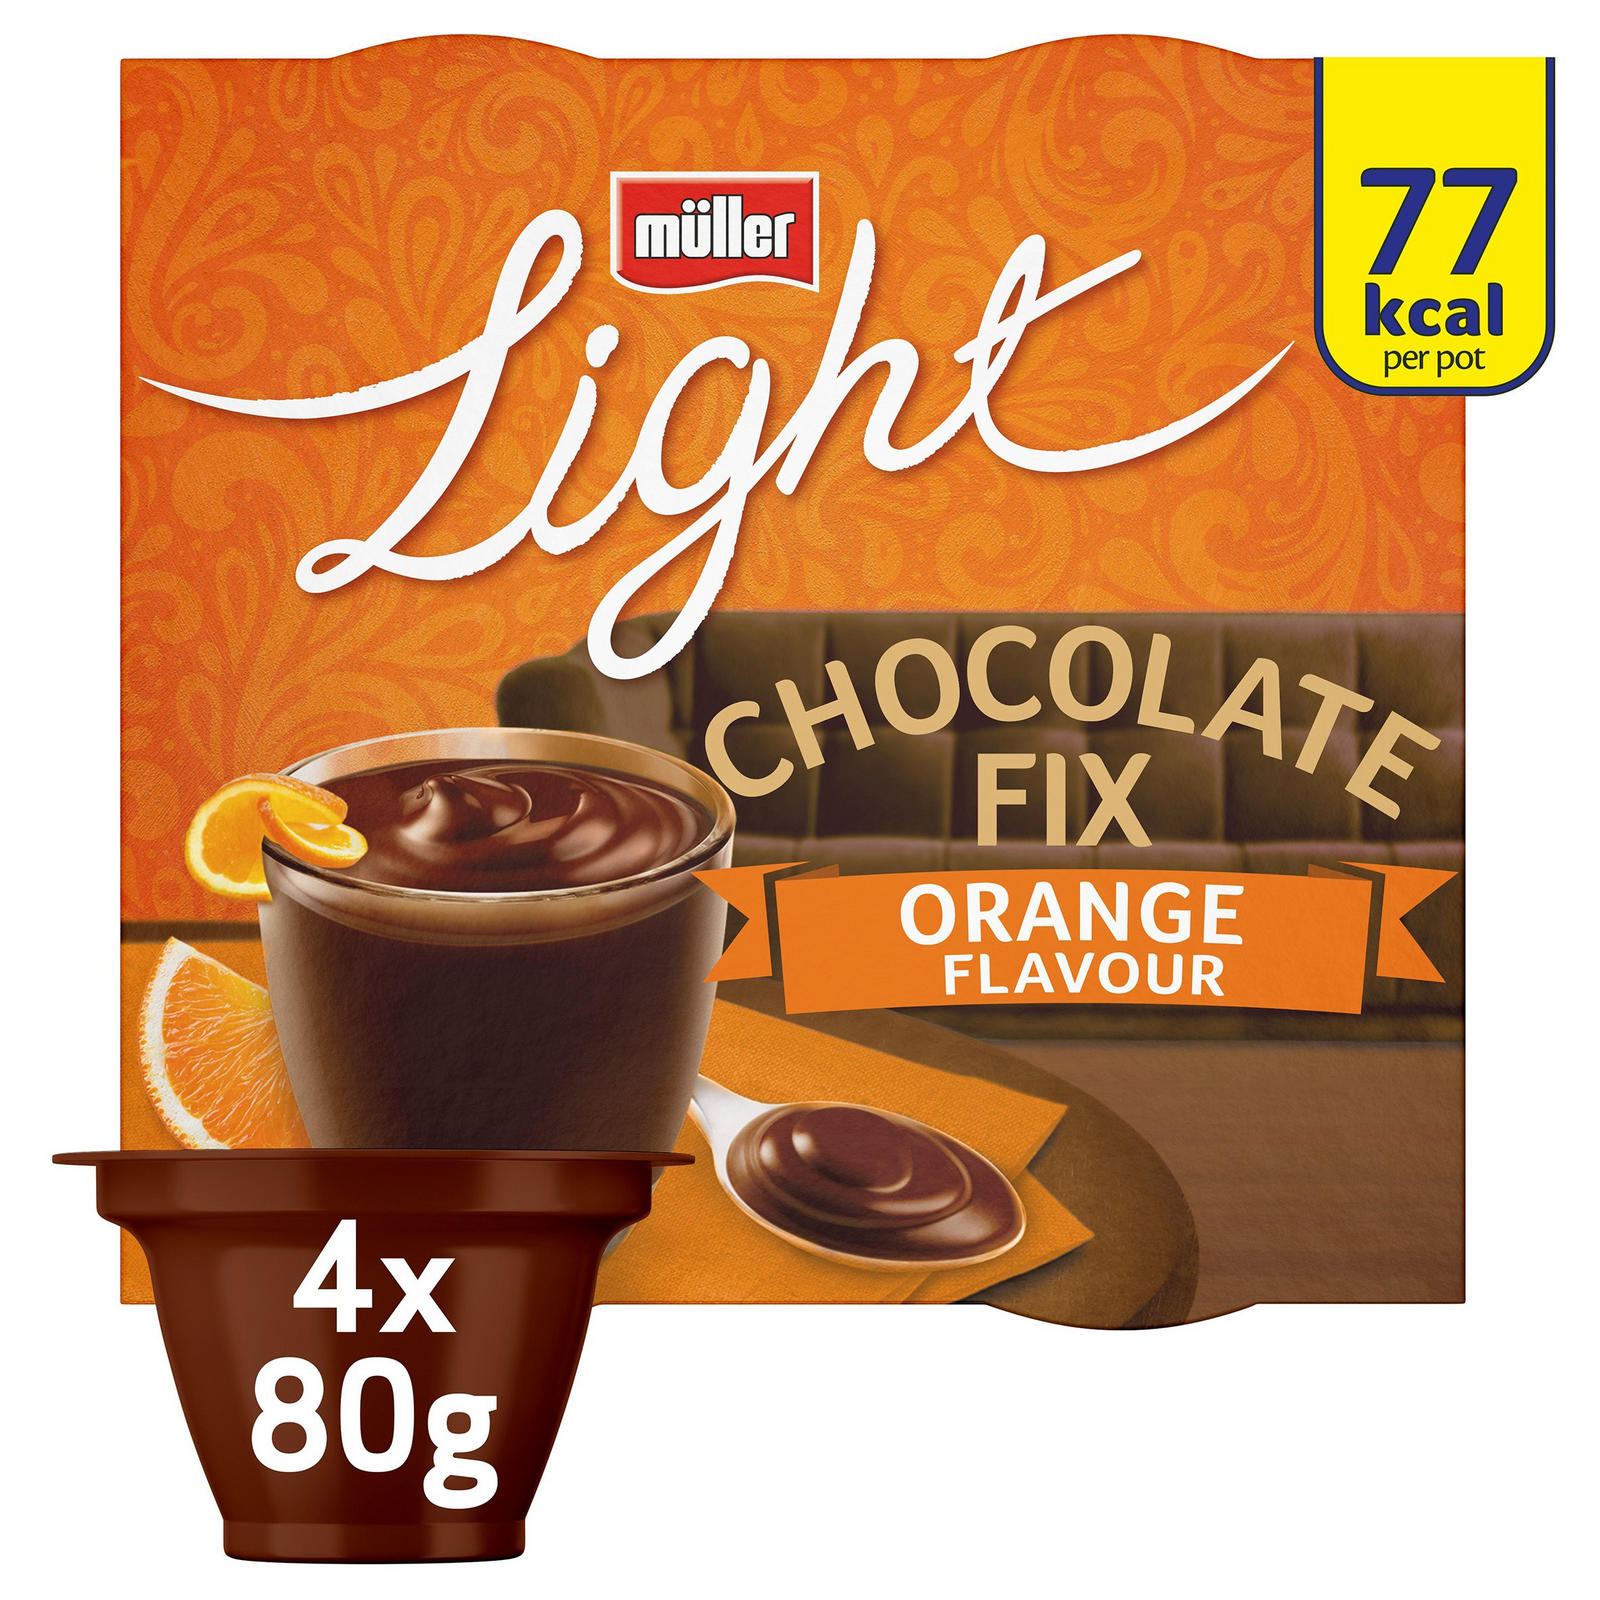 müller
Light
77
kcal
per pot
CHOCOLATE
FIX
ORANGE
FLAVOUR
4x
80g